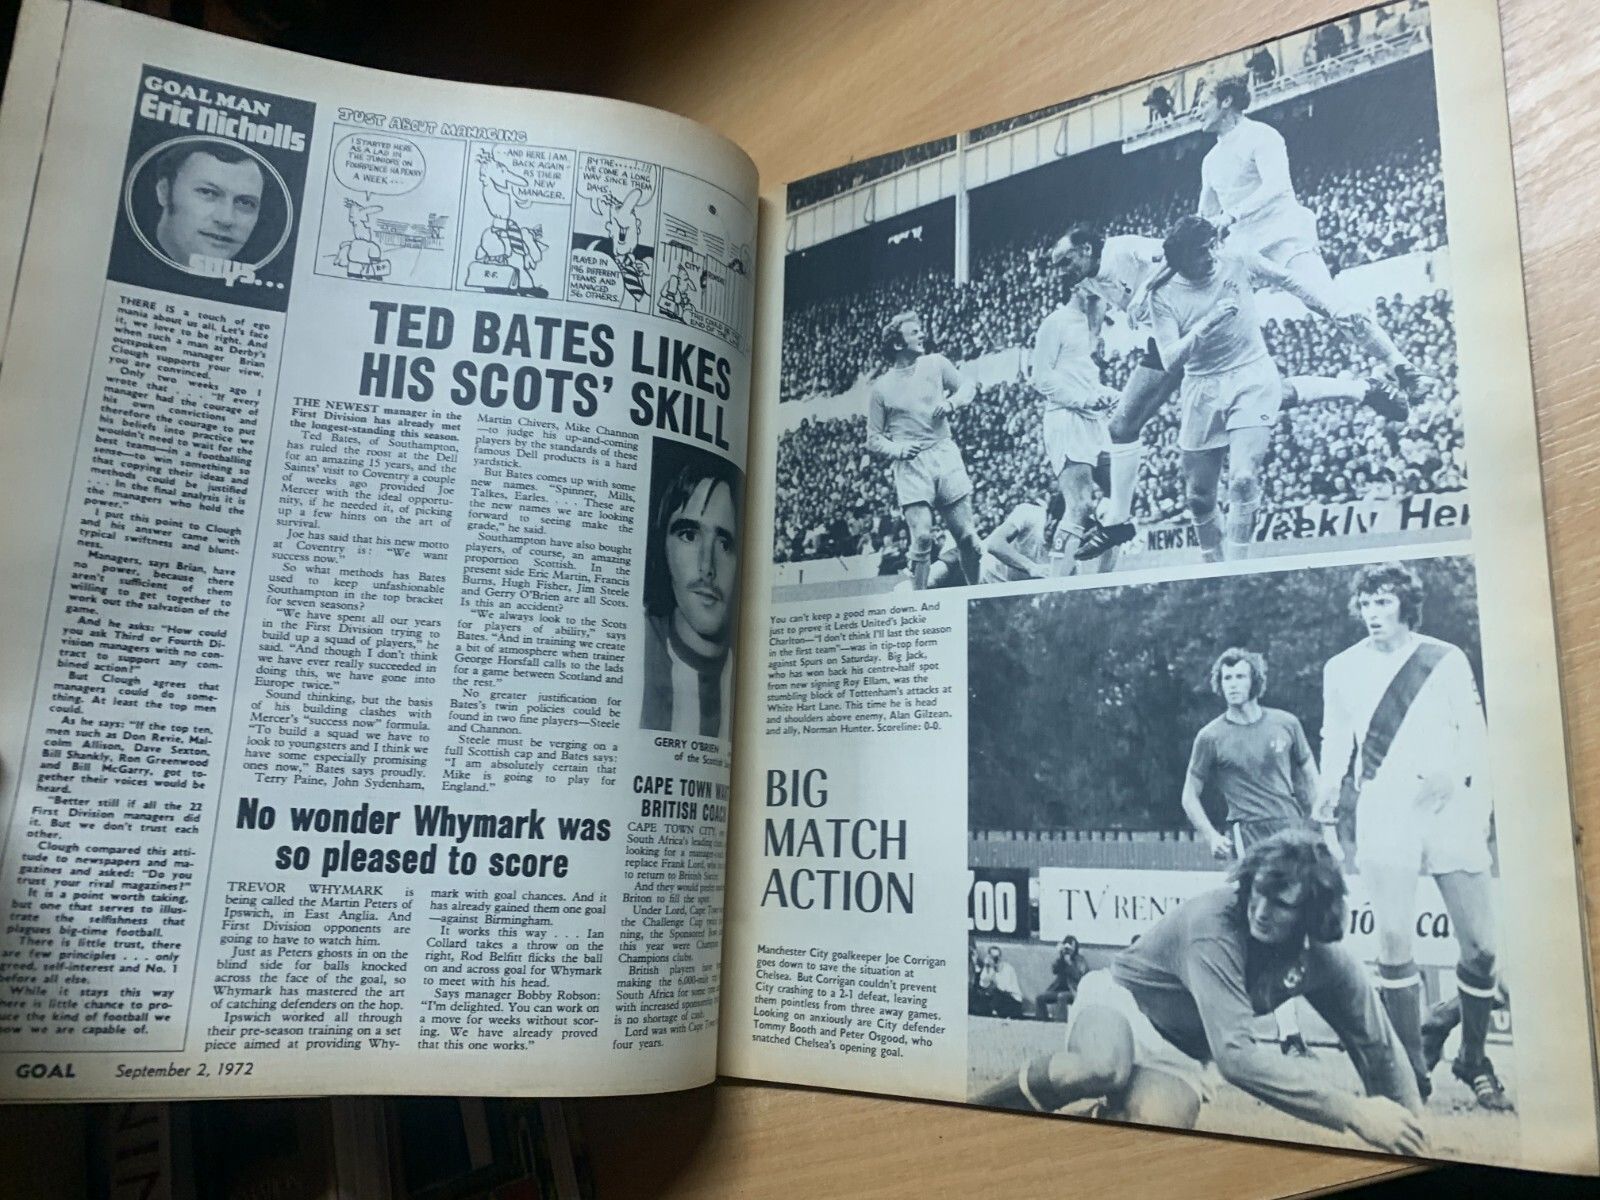 GOAL MAN
Eric Nicholls
says...
THERE IS a touch of ego
mania about us all. Let's face
it, we love to be right. And
when such a man as Derby's
outspoken manager Brian
Clough supports your view,
you are convinced.
Only two weeks ago I
wrote that . . . "If every
manager had the courage of
his own convictions and
therefore the courage to put
his beliefs into practice we
wouldn't need to wait for the
best teams—in a footballing
sense—to win something so
that copying their ideas and
methods could be justified
. . . In the final analysis it is
the managers who hold the
power."
I put this point to Clough
and his answer came with
typical swiftness and blunt-
ness.
Managers, says Brian, have
no power, because there
aren't sufficient of them
willing to get together to
work out the salvation of the
game.
And he asks: "How could
you ask Third or Fourth Di-
vision managers with no con-
tract to support any com-
bined action?"
But Clough agrees that
managers could do some-
thing. At least the top men
could.
As he says: "If the top ten,
men such as Don Revie, Mal-
colm Allison, Dave Sexton,
Bill Shankly, Ron Greenwood
and Bill McGarry, got to-
gether their voices would be
heard.
"Better still if all the 22
First Division managers did
it. But we don't trust each
other.
Clough compared this atti-
tude to newspapers and ma-
gazines and asked: "Do you
trust your rival magazines?"
It is a point worth taking,
but one that serves to illus-
trate the selfishness that
plagues big-time football.
There is little trust, there
are few principles . . . only
greed, self-interest and No. 1
before all else.
While it stays this way
there is little chance to pro-
duce the kind of football we
now we are capable of.
JUST ABOUT MANAGING
I STARTED HERE
AS A LAD IN
THE JUNIORS ON
FOURPENCE HA'PENNY
A WEEK...
...AND HERE I AM
BACK AGAIN -
AS THEIR
NEW
MANAGER.
R.F.
R.F.
BY THE.....!.!!!
I'VE COME A LONG
WAY SINCE THEM
DAYS.
PLAYED IN
196 DIFFERENT
TEAMS AND
MANAGED
56 OTHERS.
CITY
END OF THE
TED BATES LIKES
HIS SCOTS' SKILL
THE NEWEST manager in the
First Division has already met
the longest-standing this season.
Ted Bates, of Southampton,
has ruled the roost at the Dell
for an amazing 15 years, and the
Saints' visit to Coventry a couple
of weeks ago provided Joe
Mercer with the ideal opportu-
nity, if he needed it, of picking
up a few hints on the art of
survival.
Joe has said that his new motto
at Coventry is: "We want
success now."
So what methods has Bates
used to keep unfashionable
Southampton in the top bracket
for seven seasons?
"We have spent all our years
in the First Division trying to
build up a squad of players," he
said. "And though I don't think
we have ever really succeeded in
doing this, we have gone into
Europe twice."
Sound thinking, but the basis
of his building clashes with
Mercer's "success now" formula.
"To build a squad we have to
look to youngsters and I think we
have some especially promising
ones now," Bates says proudly.
Terry Paine, John Sydenham,
Martin Chivers, Mike Channon
—to judge his up-and-coming
players by the standards of these
famous Dell products is a hard
yardstick.
But Bates comes up with some
new names. "Spinner, Mills,
Talkes, Earles. . . . These are
the new names we are looking
forward to seeing make the
grade," he said.
Southampton have also bought
players, of course, an amazing
proportion Scottish. In the
present side Eric Martin, Francis
Burns, Hugh Fisher, Jim Steele
and Gerry O'Brien are all Scots.
Is this an accident?
"We always look to the Scots
for players of ability," says
Bates. "And in training we create
a bit of atmosphere when trainer
George Horsfall calls to the lads
for a game between Scotland and
the rest."
No greater justification for
Bates's twin policies could be
found in two fine players—Steele
and Channon.
Steele must be verging on a
full Scottish cap and Bates says:
"I am absolutely certain that
Mike is going to play for
England."
GERRY O'BRIEN
of the Scottish
No wonder Whymark was
so pleased to score
TREVOR WHYMARK is
being called the Martin Peters of
Ipswich, in East Anglia. And
First Division opponents are
going to have to watch him.
Just as Peters ghosts in on the
blind side for balls knocked
across the face of the goal, so
Whymark has mastered the art
of catching defenders on the hop.
Ipswich worked all through
their pre-season training on a set
piece aimed at providing Why-
mark with goal chances. And it
has already gained them one goal
—against Birmingham.
It works this way . . . Ian
Collard takes a throw on the
right, Rod Belfitt flicks the ball
on and across goal for Whymark
to meet with his head.
Says manager Bobby Robson:
"I'm delighted. You can work on
a move for weeks without scor-
ing. We have already proved
that this one works."
CAPE TOWN
BRITISH COACH
CAPE TOWN CITY,
South Africa's leading
looking for a manager
replace Frank Lord, who
to return to British
And they would prefer
Briton to fill the
Under Lord, Cape Town
the Challenge Cup
ning, the Sponsored
this year were Champion
Champions clubs.
British players have
making the 6,000-mile
South Africa for some
with increased sponsorship
is no shortage of cash.
Lord was with Cape Town
four years.
GOAL September 2, 1972
NEWS
Weekly Her
You can't keep a good man down. And
just to prove it Leeds United's Jackie
Charlton—"I don't think I'll last the season
in the first team"—was in tip-top form
against Spurs on Saturday. Big Jack,
who has won back his centre-half spot
from new signing Roy Ellam, was the
stumbling block of Tottenham's attacks at
White Hart Lane. This time he is head
and shoulders above enemy, Alan Gilzean,
and ally, Norman Hunter. Scoreline: 0-0.
BIG
MATCH
ACTION
Manchester City goalkeeper Joe Corrigan
goes down to save the situation at
Chelsea. But Corrigan couldn't prevent
City crashing to a 2-1 defeat, leaving
them pointless from three away games.
Looking on anxiously are City defender
Tommy Booth and Peter Osgood, who
snatched Chelsea's opening goal.
TV RENT
ca